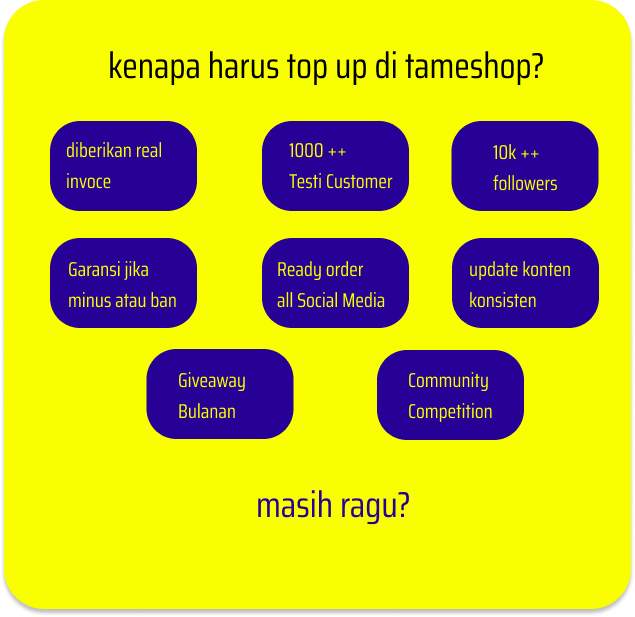 kenapa harus top up di tameshop?
diberikan real
invoce
1000 ++
Testi Customer
10k ++
followers
Garansi jika
minus atau ban
Ready order
all Social Media
update konten
konsisten
Giveaway
Bulanan
Community
Competition
masih ragu?